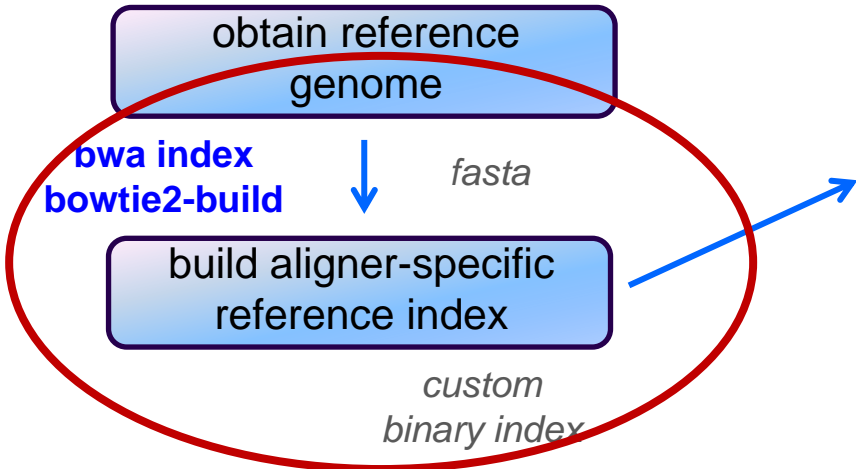 obtain reference
genome
bwa index
bowtie2-build
fasta
build aligner-specific
reference index
custom
binary index